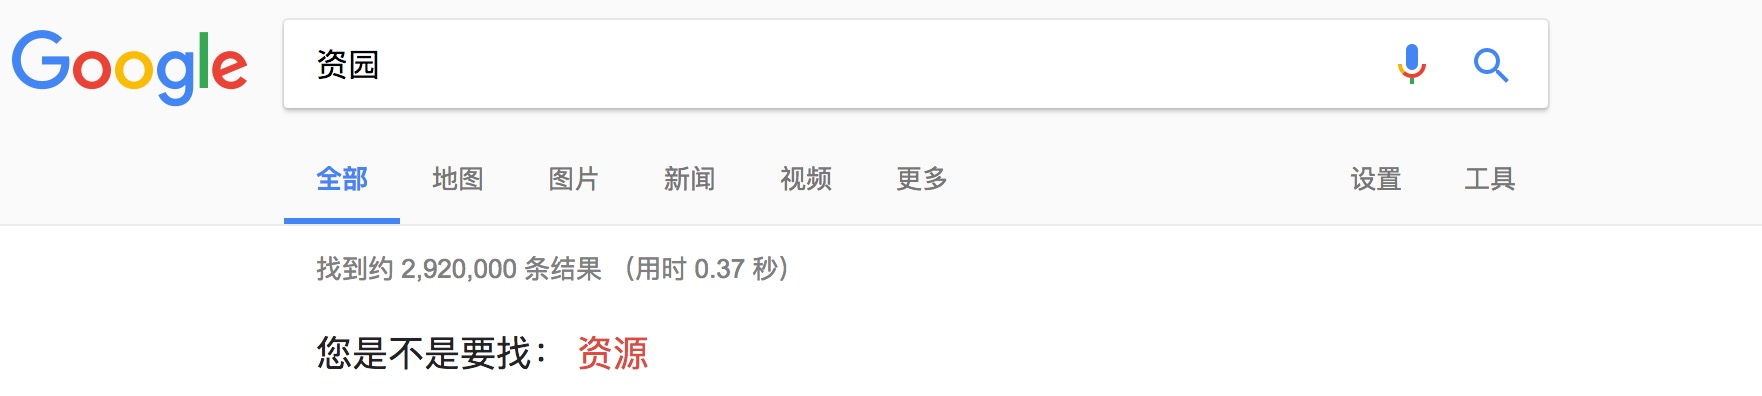 Google 资园
全部 地图 图片 新闻 视频 更多 设置 工具
找到约 2,920,000 条结果 （用时 0.37 秒）
您是不是要找： 资源